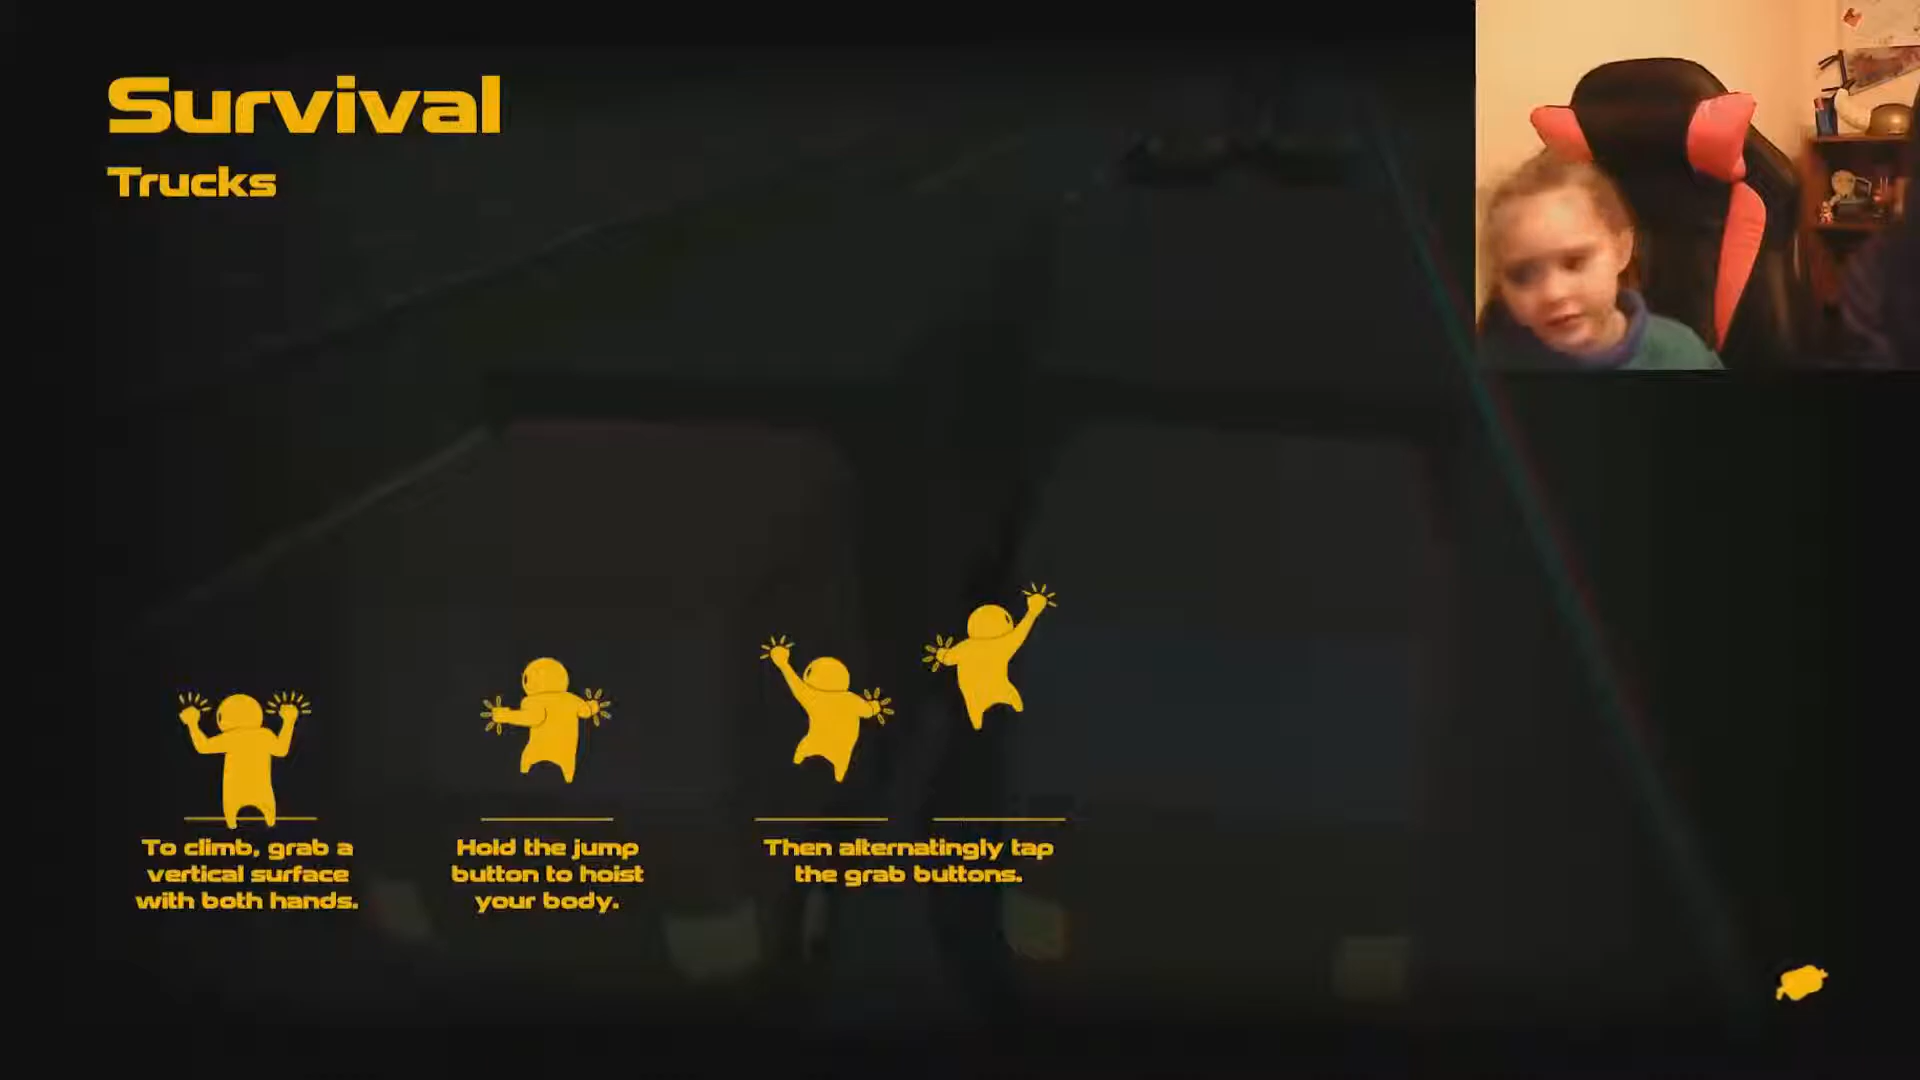 Survival
Trucks
To climb, grab a
vertical surface
with both hands.
Hold the jump
button to hoist
your body.
Then alternatingly tap
the grab buttons.